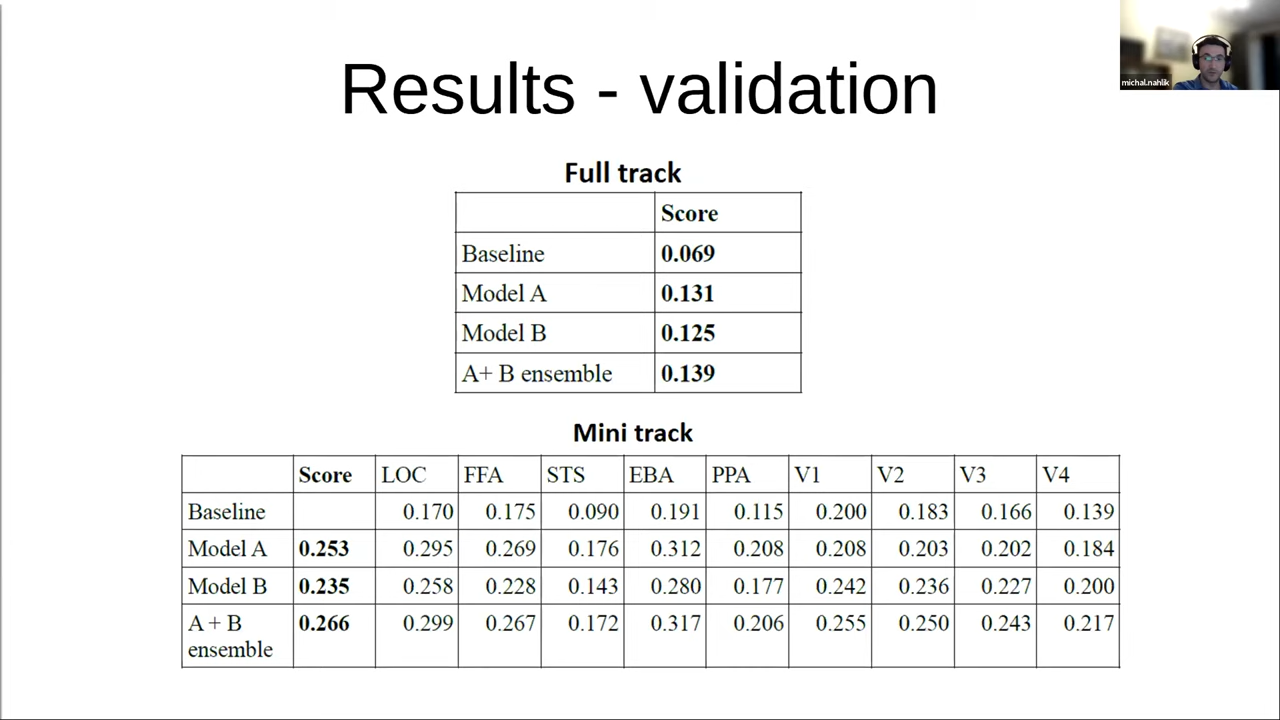 michal.nahlik
Results - validation
Full track
Score
Baseline 0.069
Model A 0.131
Model B 0.125
A+ B ensemble 0.139
Mini track
Score LOC FFA STS EBA PPA V1 V2 V3 V4
Baseline 0.170 0.175 0.090 0.191 0.115 0.200 0.183 0.166 0.139
Model A 0.253 0.295 0.269 0.176 0.312 0.208 0.208 0.203 0.202 0.184
Model B 0.235 0.258 0.228 0.143 0.280 0.177 0.242 0.236 0.227 0.200
A + B 0.266 0.299 0.267 0.172 0.317 0.206 0.255 0.250 0.243 0.217
ensemble